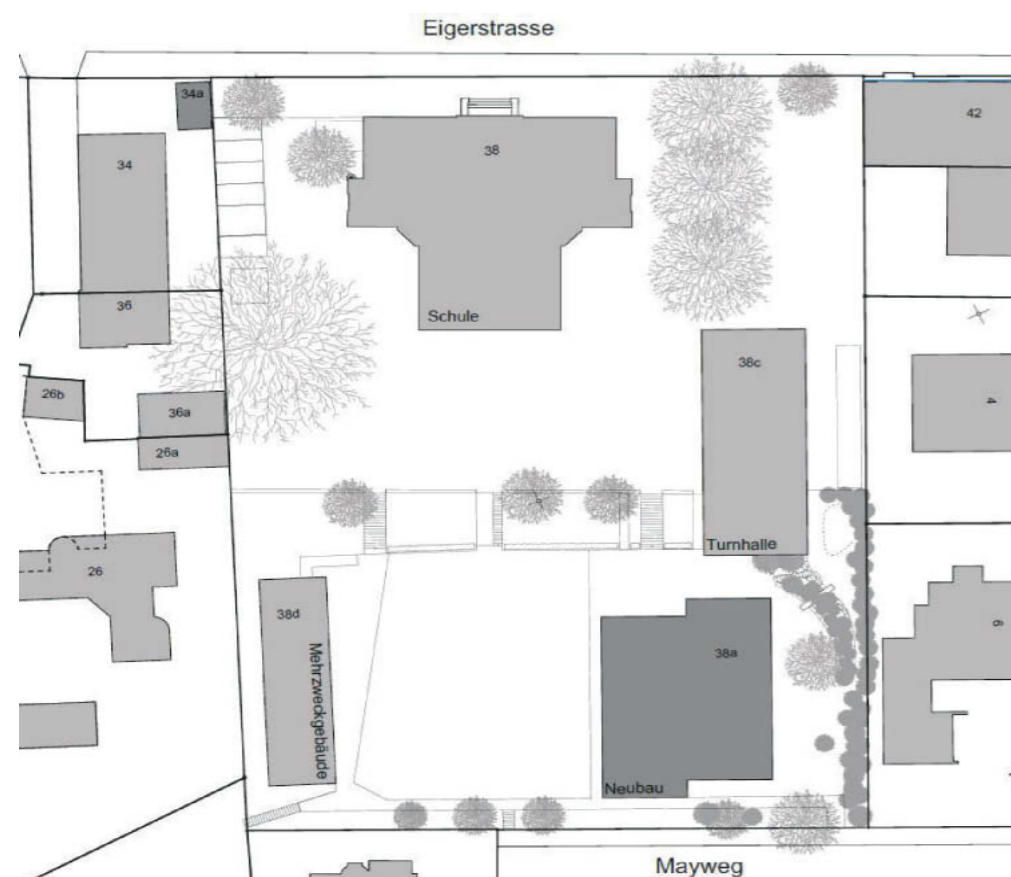 Eigerstrasse
34a
42
38
34
36
Schule
38c
26b
36a
4
26a
Turnhalle
26
38d
6
38a
Mehrzweckgebäude
Neubau
Mayweg